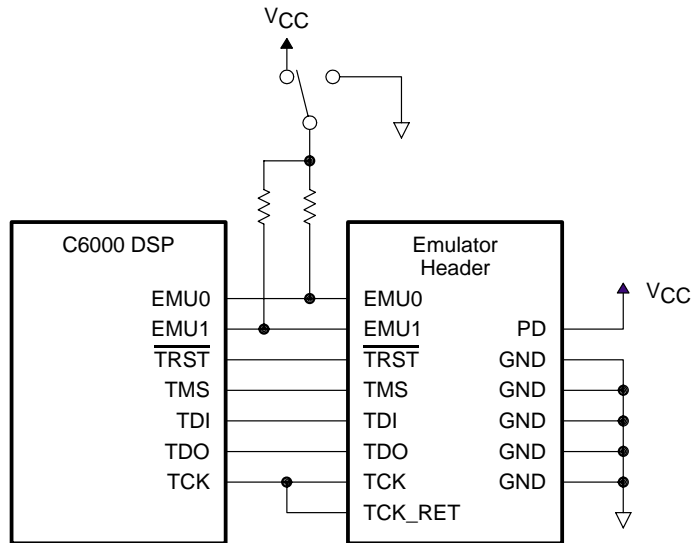 VCC
C6000 DSP
EMU0
EMU1
TRST
TMS
TDI
TDO
TCK
Emulator
Header
EMU0
EMU1
TRST
TMS
TDI
TDO
TCK
TCK_RET
PD
GND
GND
GND
GND
GND
VCC